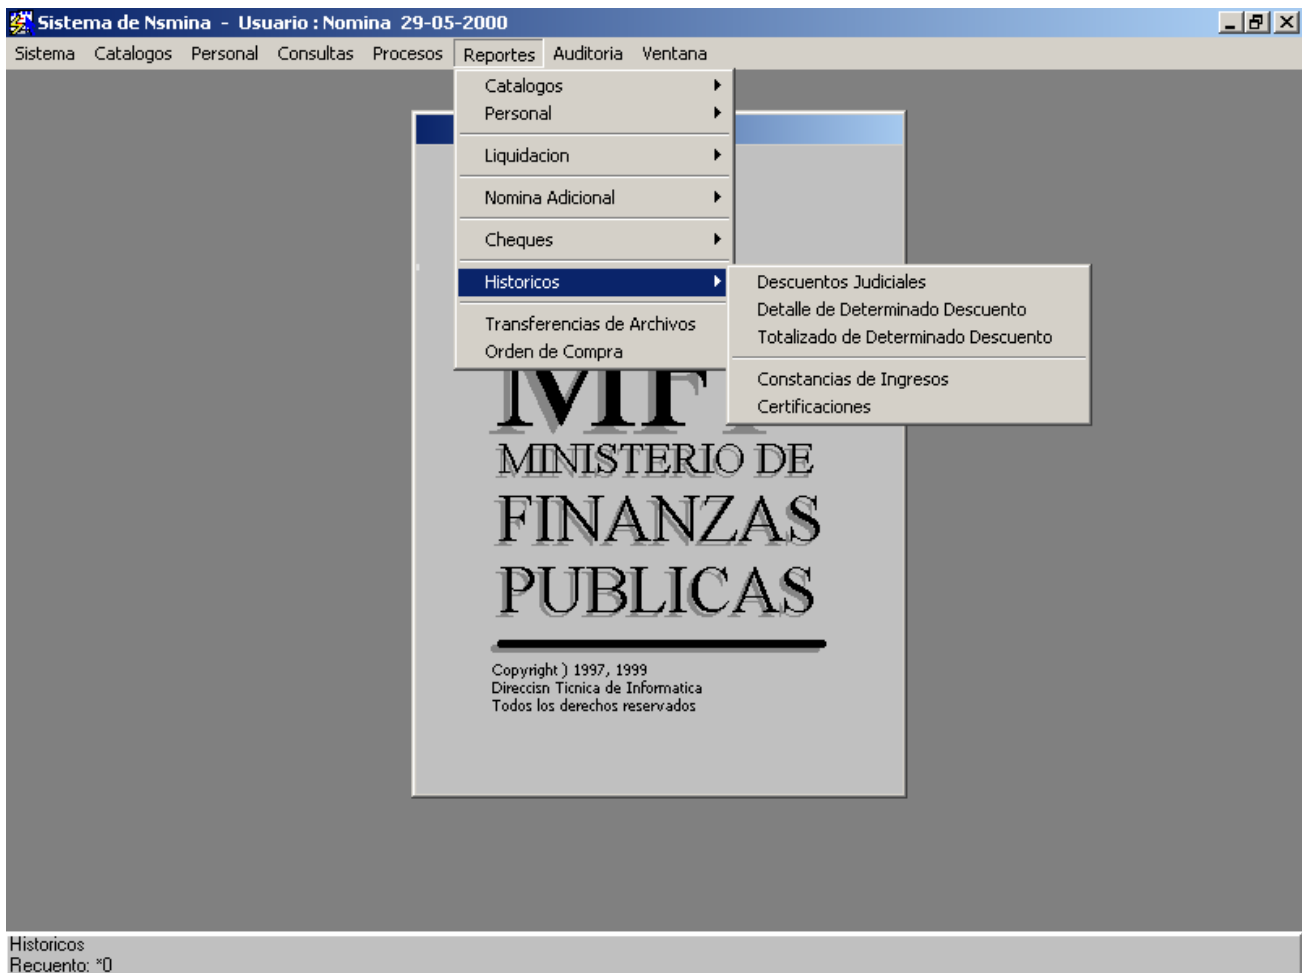 Sistema de Nsmina - Usuario : Nomina 29-05-2000
Sistema Catalogos Personal Consultas Procesos Reportes Auditoria Ventana
Catalogos
Personal
Liquidacion
Nomina Adicional
Cheques
Historicos
Transferencias de Archivos
Orden de Compra
Descuentos Judiciales
Detalle de Determinado Descuento
Totalizado de Determinado Descuento
Constancias de Ingresos
Certificaciones
MINISTERIO DE
FINANZAS
PUBLICAS
Copyright ) 1997, 1999
Direccisn Ticnica de Informatica
Todos los derechos reservados
Historicos
Recuento: *0